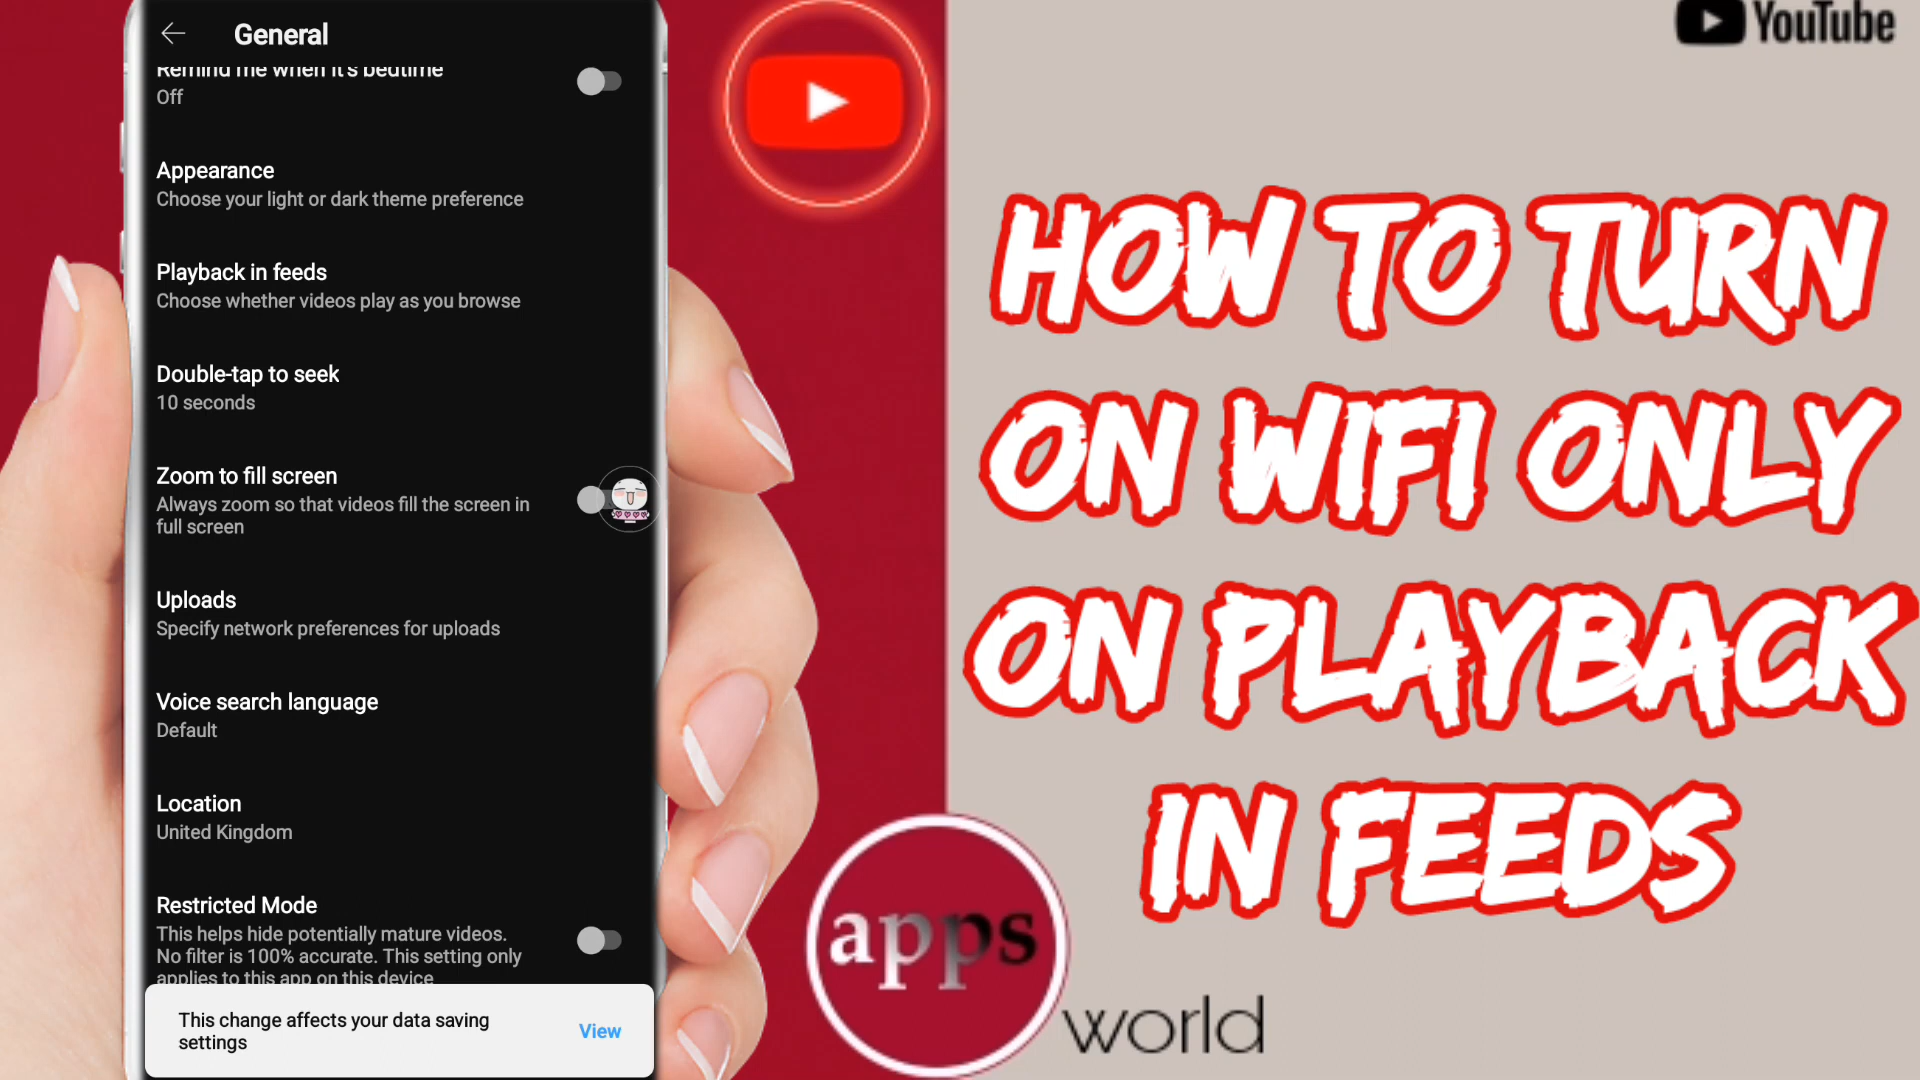 General
Remind me when it's bedtime
Off
Appearance
Choose your light or dark theme preference
Playback in feeds
Choose whether videos play as you browse
Double-tap to seek
10 seconds
Zoom to fill screen
Always zoom so that videos fill the screen in
full screen
Uploads
Specify network preferences for uploads
Voice search language
Default
Location
United Kingdom
Restricted Mode
This helps hide potentially mature videos.
No filter is 100% accurate. This setting only
applies to this app on this device
This change affects your data saving
settings
View
YouTube
HOW TO TURN
ON WIFI ONLY
ON PLAYBACK
IN FEEDS
apps
world